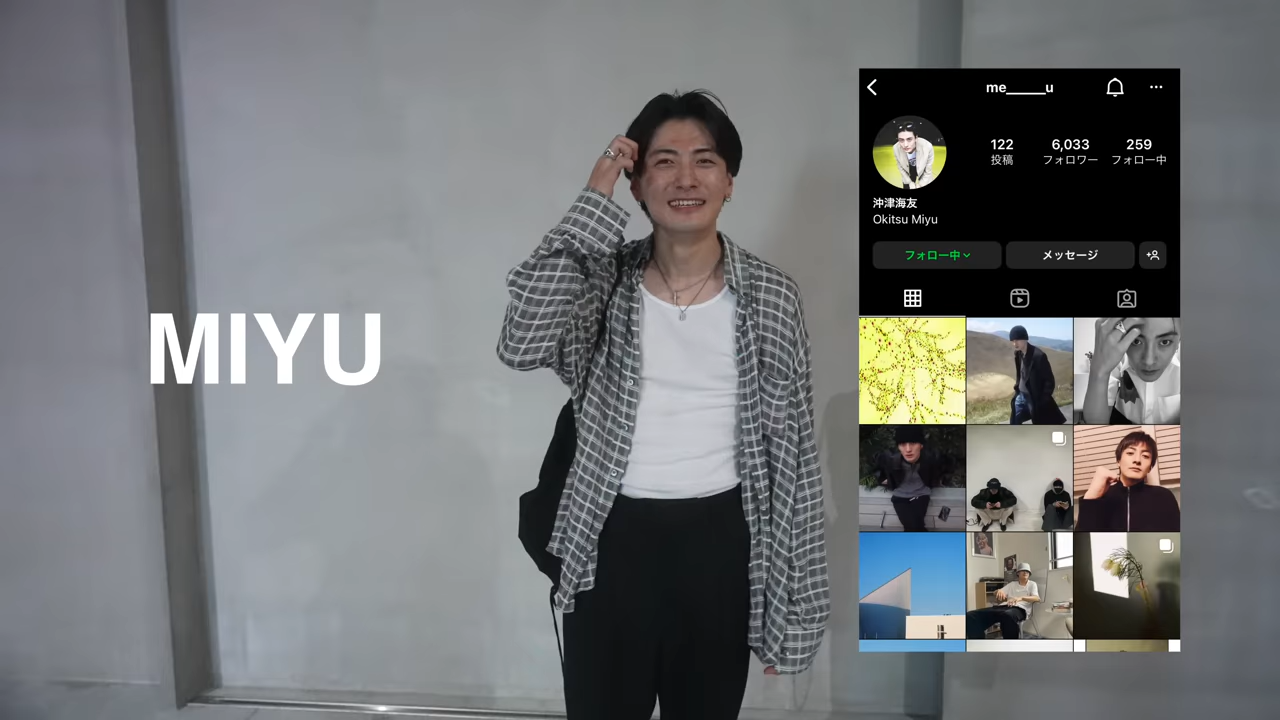 MIYU
me_____u
122
投稿
6,033
フォロワー
259
フォロー中
沖津海友
Okitsu Miyu
フォロー中
メッセージ